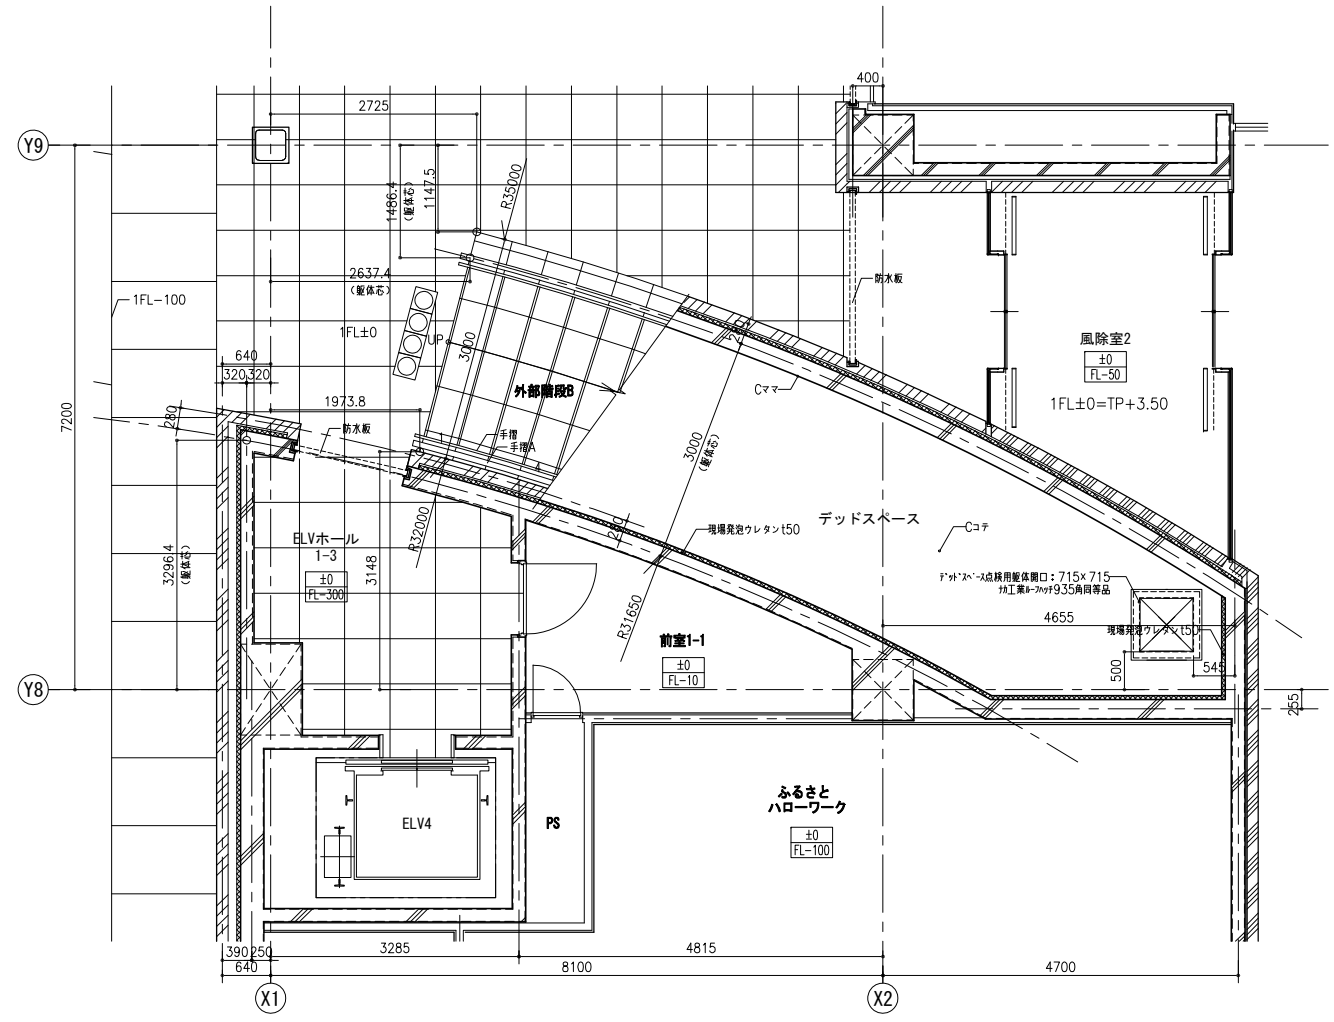 400
2725
Y9
1486.4
(躯体芯)
1147.5
R35000
2637.4
(躯体芯)
防水板
1FL-100
1FL±0
UP
3000
280
風除室2
±0
FL-50
1FL±0=TP+3.50
640
320
320
外部階段B
Cママ
7200
280
1973.8
防水板
手摺
手摺A
3000
(躯体芯)
R32000
280
現場発泡ウレタンt50
デッドスペース
Cコテ
ELVホール
1-3
±0
FL-300
3296.4
(躯体芯)
3148
R31650
デッドスペース点検用躯体開口：715×715
ナカ工業ルーフハッチ935角同等品
4655
現場発泡ウレタンt50
前室1-1
±0
FL-10
500
545
Y8
255
ふるさと
ハローワーク
±0
FL-100
ELV4
PS
390
250
3285
4815
640
8100
4700
X1
X2